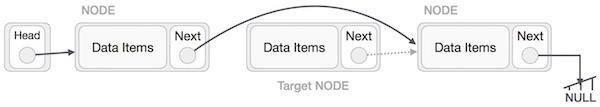 NODE
NODE
Head
Data Items
Next
Data Items
Next
Data Items
Next
Target NODE
NULL